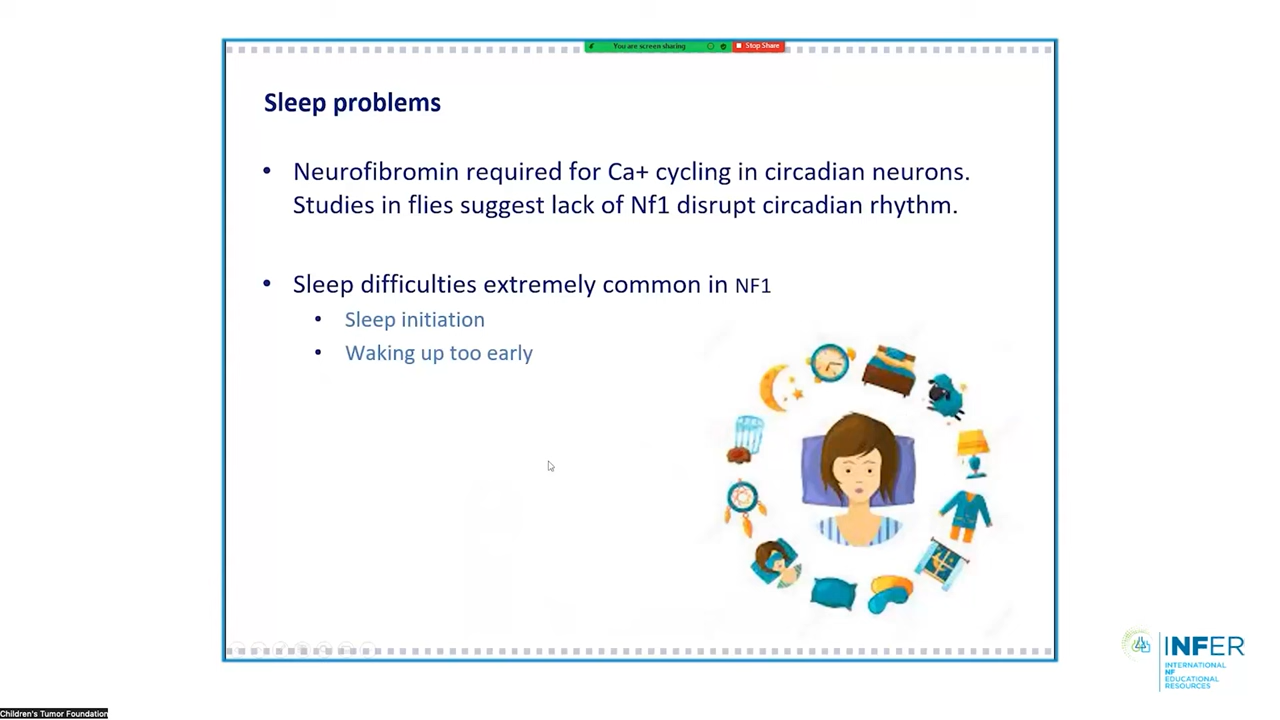 You are screen sharing
Stop Share
Sleep problems
• Neurofibromin required for Ca+ cycling in circadian neurons.
Studies in flies suggest lack of Nf1 disrupt circadian rhythm.
• Sleep difficulties extremely common in NF1
• Sleep initiation
• Waking up too early
INFER
INTERNATIONAL
NF
EDUCATIONAL
RESOURCES
Children's Tumor Foundation